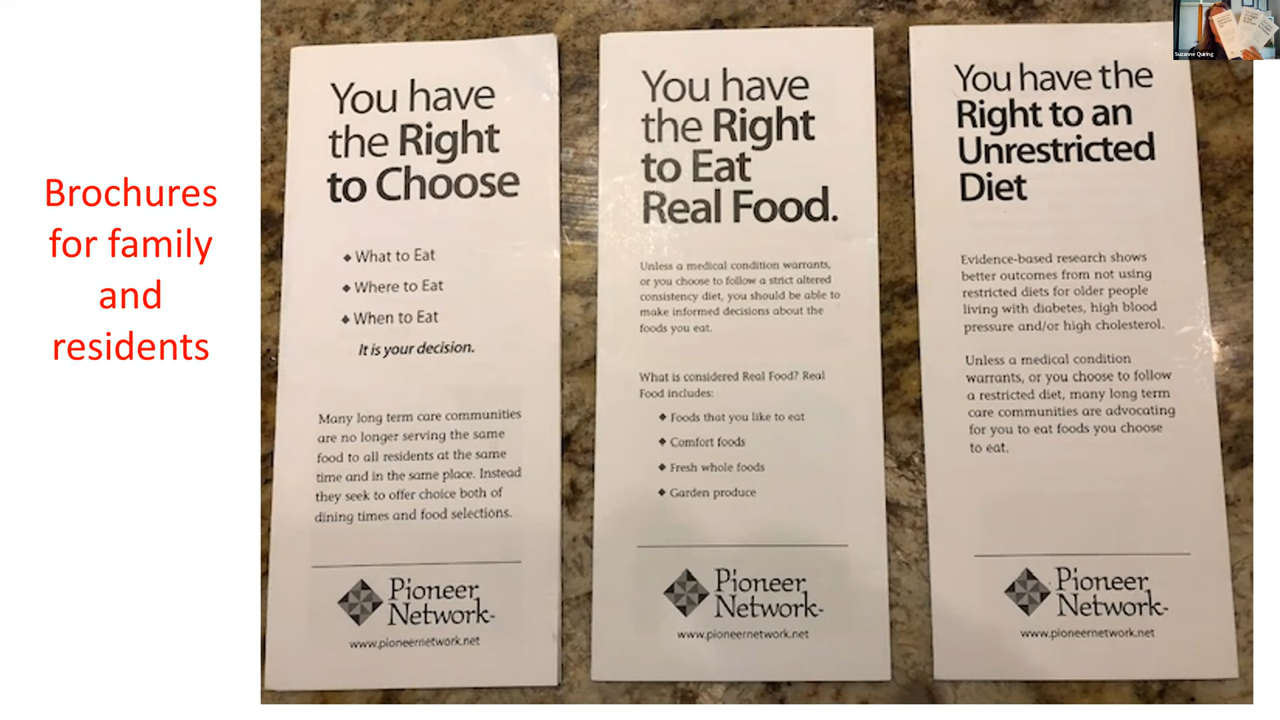 Brochures
for family
and
residents
You have
the Right
to Choose
❖ What to Eat
❖ Where to Eat
❖ When to Eat
It is your decision.
Many long term care communities
are no longer serving the same
food to all residents at the same
time and in the same place. Instead
they seek to offer choice both of
dining times and food selections.
Pioneer
Network
www.pioneernetwork.net
You have
the Right
to Eat
Real Food.
Unless a medical condition warrants,
or you choose to follow a strict altered
consistency diet, you should be able to
make informed decisions about the
foods you eat.
What is considered Real Food? Real
Food includes:
❖ Foods that you like to eat
❖ Comfort foods
❖ Fresh whole foods
❖ Garden produce
Pioneer
Network
www.pioneernetwork.net
You have the
Right to an
Unrestricted
Diet
Evidence-based research shows
better outcomes from not using
restricted diets for older people
living with diabetes, high blood
pressure and/or high cholesterol.
Unless a medical condition
warrants, or you choose to follow
a restricted diet, many long term
care communities are advocating
for you to eat foods you choose
to eat.
Pioneer
Network
www.pioneernetwork.net
Suzanne Quiring